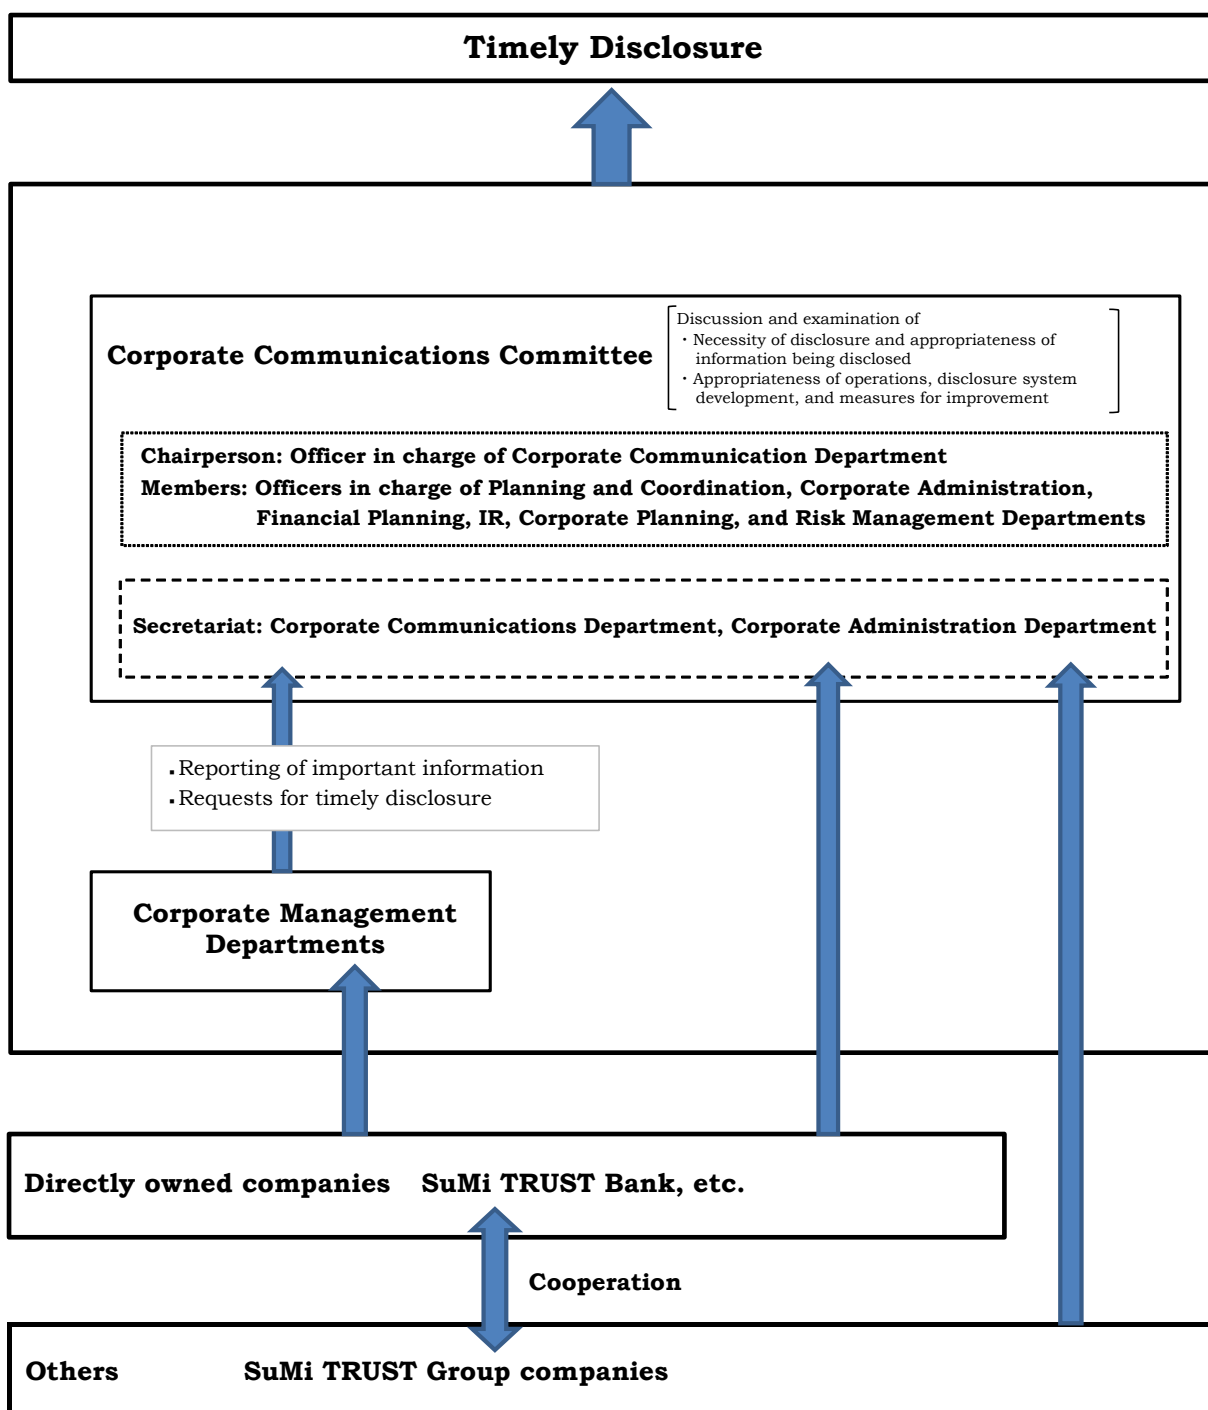 Timely Disclosure
Corporate Communications Committee
Discussion and examination of
・Necessity of disclosure and appropriateness of
information being disclosed
・Appropriateness of operations, disclosure system
development, and measures for improvement
Chairperson: Officer in charge of Corporate Communication Department
Members: Officers in charge of Planning and Coordination, Corporate Administration,
Financial Planning, IR, Corporate Planning, and Risk Management Departments
Secretariat: Corporate Communications Department, Corporate Administration Department
▪Reporting of important information
▪Requests for timely disclosure
Corporate Management
Departments
Directly owned companies SuMi TRUST Bank, etc.
Cooperation
Others SuMi TRUST Group companies